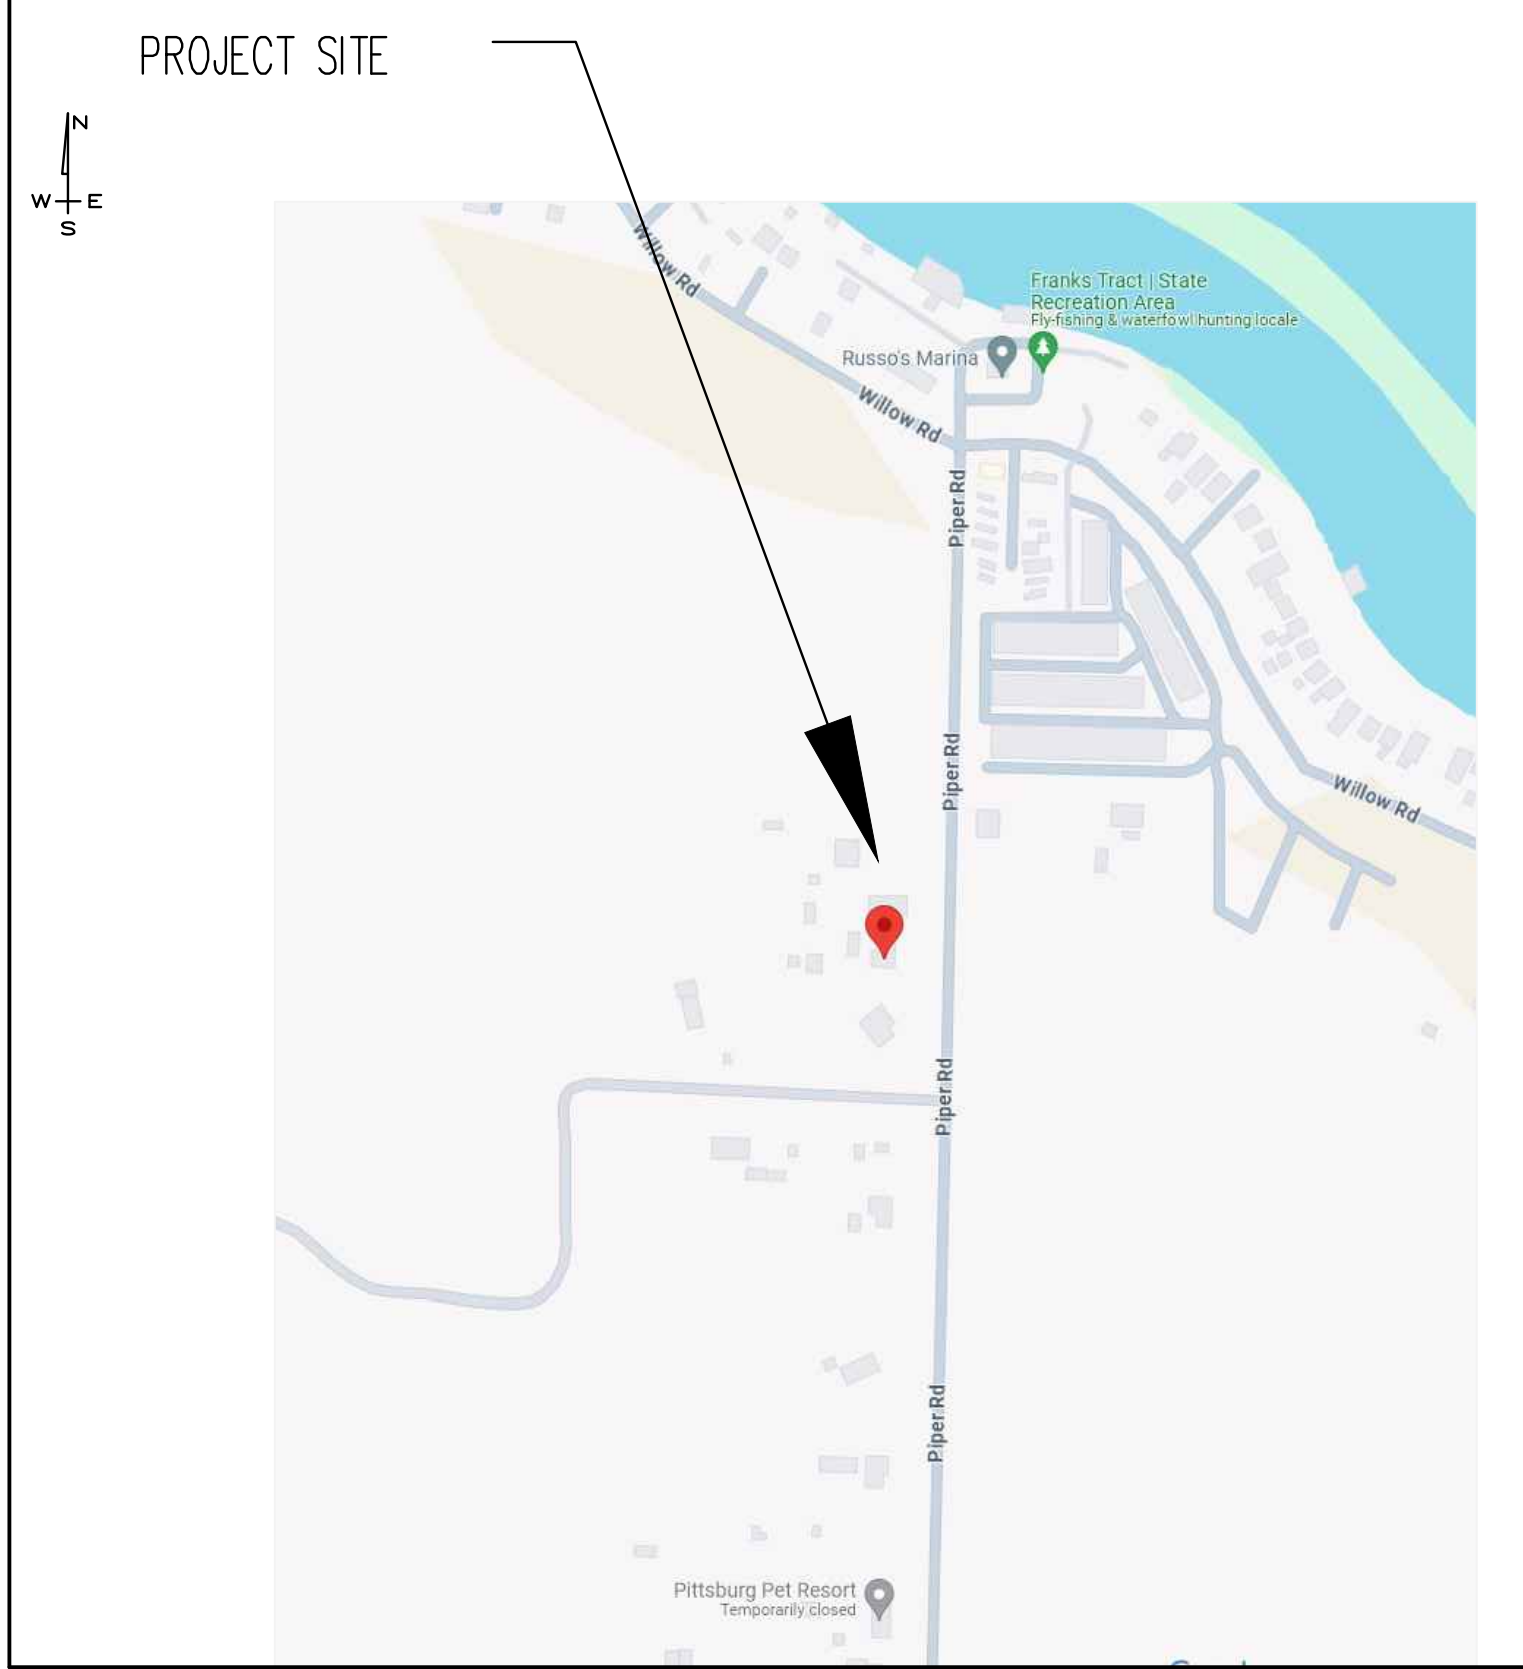 PROJECT SITE
N
W E
S
Willow Rd
Franks Tract | State
Recreation Area
Fly-fishing & waterfowl hunting locale
Russo's Marina
Willow Rd
Piper Rd
Piper Rd
Willow Rd
Piper Rd
Piper Rd
Pittsburg Pet Resort
Temporarily closed